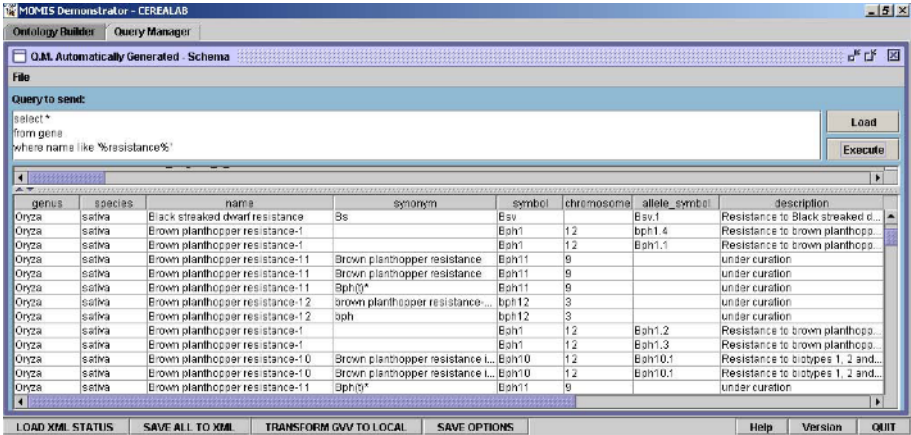 MOMIS Demonstrator - CEREALAB
Ontology Builder Query Manager
Q.M. Automatically Generated - Schema
File
Query to send:
select *
from gene
where name like '%resistance%'
Load
Execute
genus species name synonym symbol chromosome allele_symbol description
Oryza sativa Black streaked dwarf resistance Bs Bsv Bsv.1 Resistance to Black streaked d...
Oryza sativa Brown planthopper resistance-1 Bph1 12 bph1.4 Resistance to brown planthopp...
Oryza sativa Brown planthopper resistance-1 Bph1 12 Bph1.1 Resistance to brown planthopp...
Oryza sativa Brown planthopper resistance-11 Brown planthopper resistance Bph11 9 under curation
Oryza sativa Brown planthopper resistance-11 Brown planthopper resistance Bph11 9 under curation
Oryza sativa Brown planthopper resistance-11 Bph(t)* Bph11 9 under curation
Oryza sativa Brown planthopper resistance-12 brown planthopper resistance-... bph12 3 under curation
Oryza sativa Brown planthopper resistance-12 bph bph12 3 under curation
Oryza sativa Brown planthopper resistance-1 Bph1 12 Bph1.2 Resistance to brown planthopp...
Oryza sativa Brown planthopper resistance-1 Bph1 12 Bph1.3 Resistance to brown planthopp...
Oryza sativa Brown planthopper resistance-10 Brown planthopper resistance i... Bph10 12 Bph10.1 Resistance to biotypes 1, 2 and...
Oryza sativa Brown planthopper resistance-10 Brown planthopper resistance i... Bph10 12 Bph10.1 Resistance to biotypes 1, 2 and...
Oryza sativa Brown planthopper resistance-11 Bph(t)* Bph11 9 under curation
LOAD XML STATUS SAVE ALL TO XML TRANSFORM GVV TO LOCAL SAVE OPTIONS Help Version QUIT